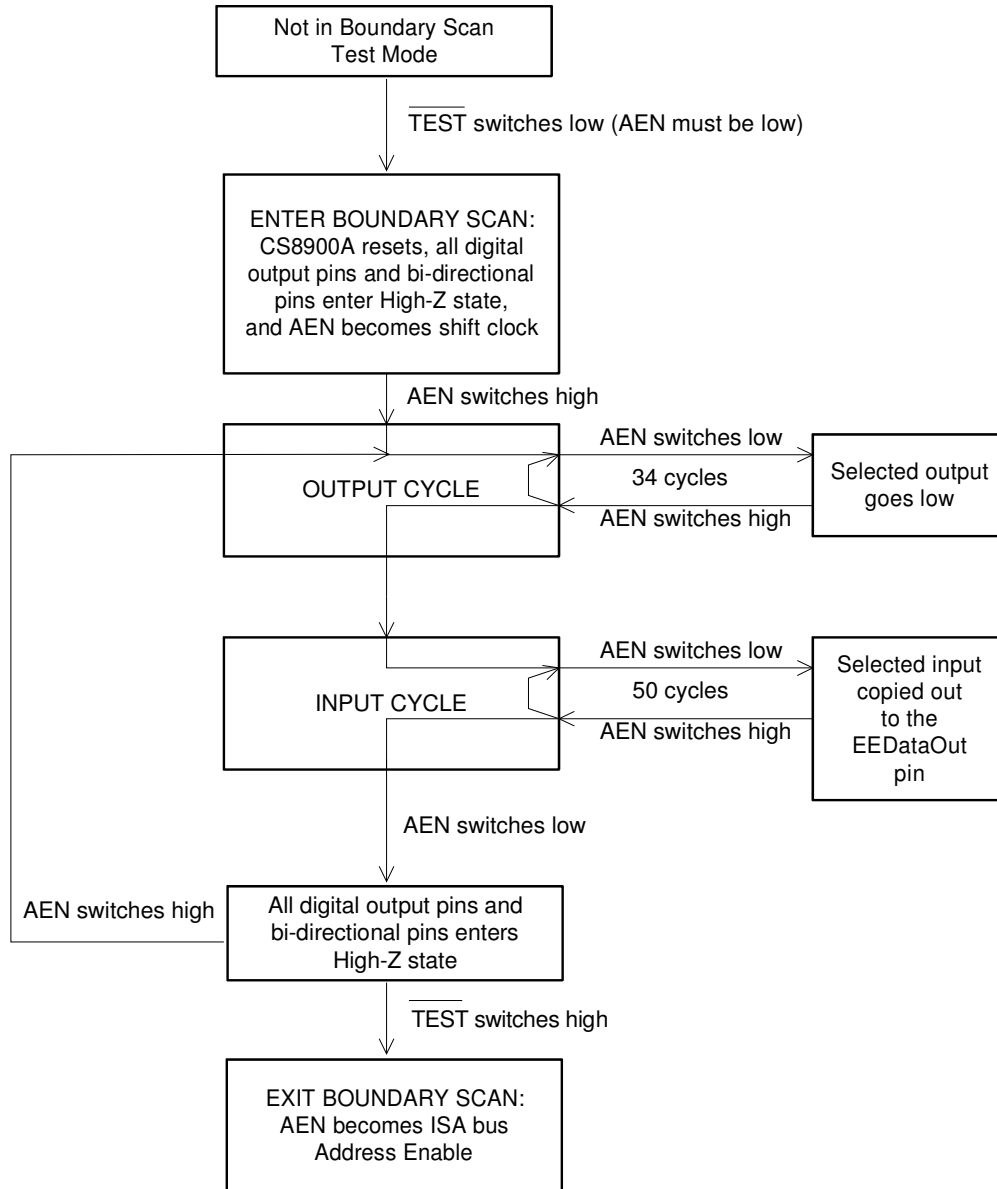 Not in Boundary Scan
Test Mode
TEST switches low (AEN must be low)
ENTER BOUNDARY SCAN:
CS8900A resets, all digital
output pins and bi-directional
pins enter High-Z state,
and AEN becomes shift clock
AEN switches high
OUTPUT CYCLE
AEN switches low
34 cycles
AEN switches high
Selected output
goes low
INPUT CYCLE
AEN switches low
50 cycles
AEN switches high
Selected input
copied out
to the
EEDataOut
pin
AEN switches low
AEN switches high
All digital output pins and
bi-directional pins enters
High-Z state
TEST switches high
EXIT BOUNDARY SCAN:
AEN becomes ISA bus
Address Enable